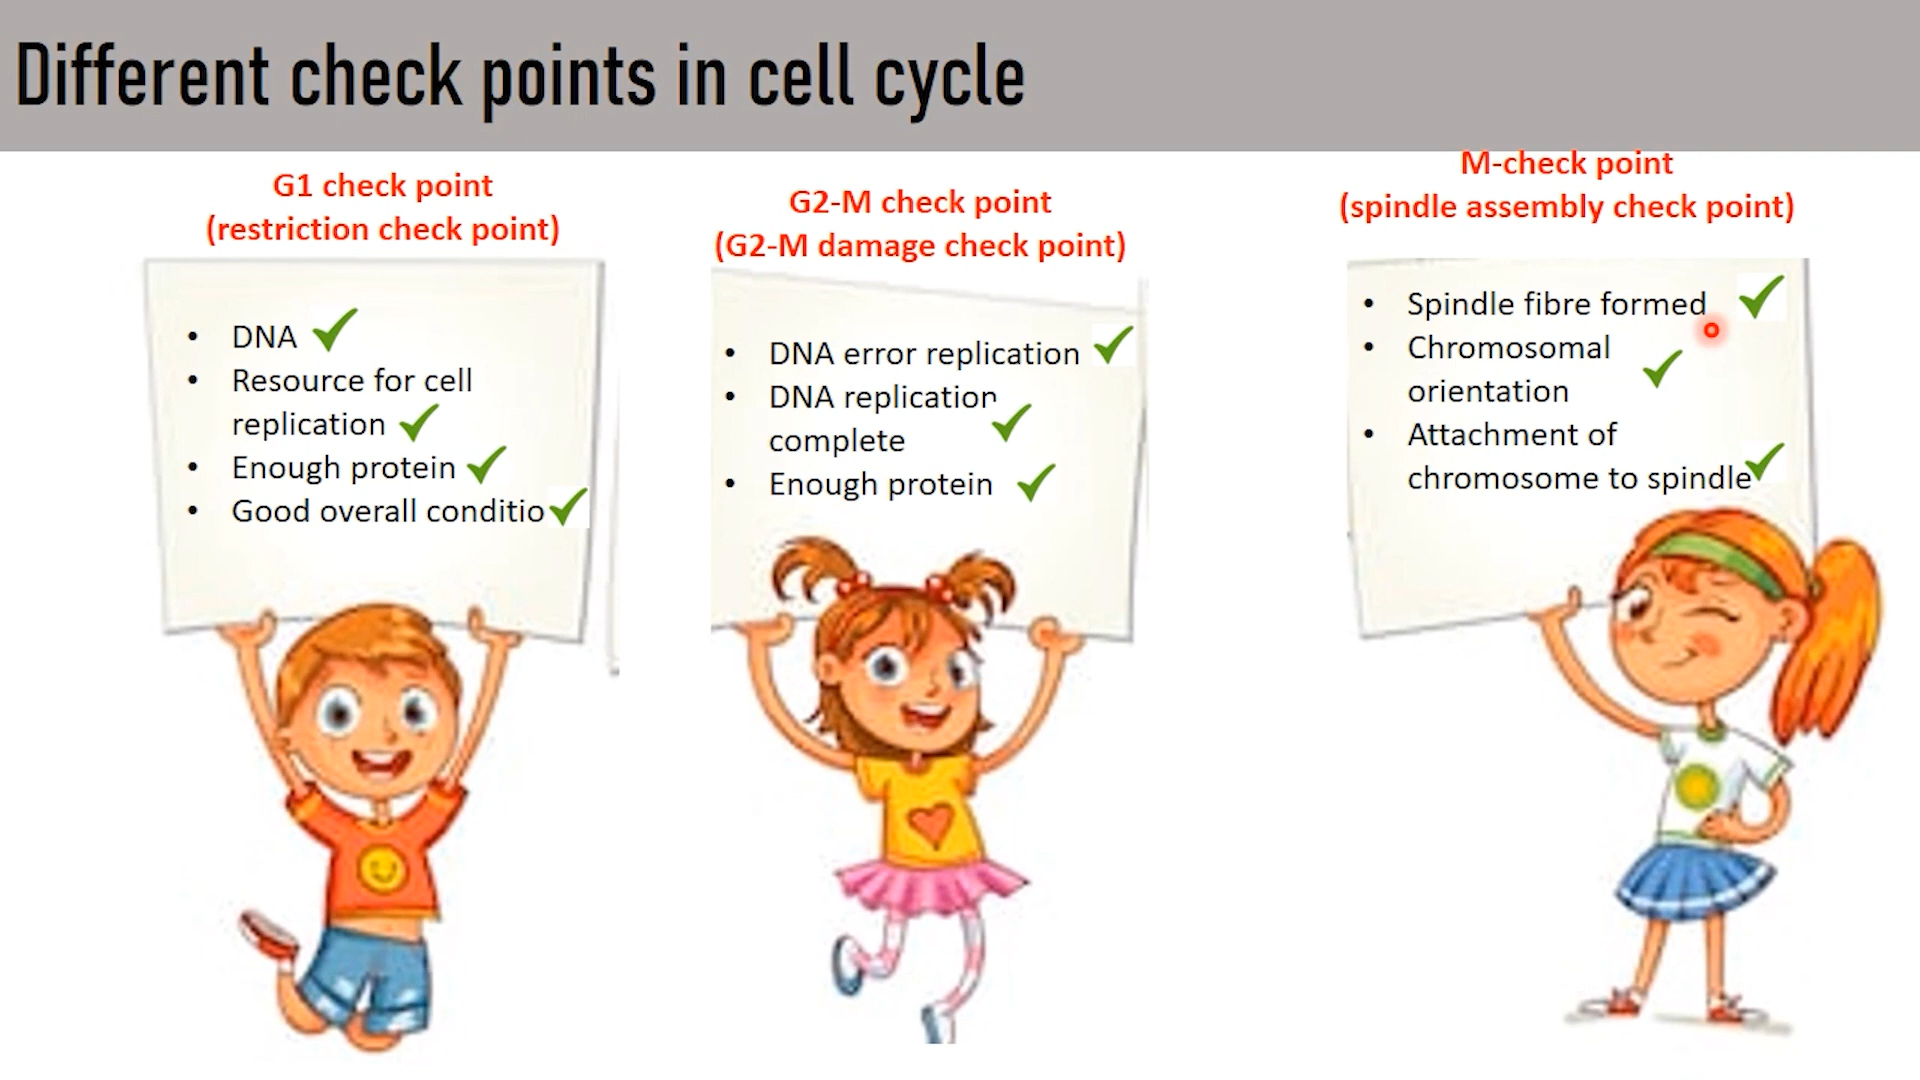 Different check points in cell cycle
G1 check point
(restriction check point)
• DNA
• Resource for cell
replication
• Enough protein
• Good overall conditio
G2-M check point
(G2-M damage check point)
• DNA error replication
• DNA replication
complete
• Enough protein
M-check point
(spindle assembly check point)
• Spindle fibre formed
• Chromosomal
orientation
• Attachment of
chromosome to spindle